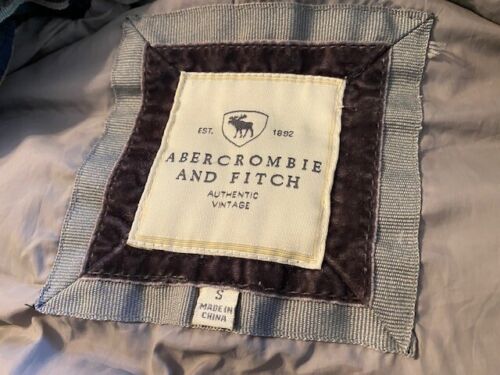 EST. 1892
ABERCROMBIE
AND FITCH
AUTHENTIC
VINTAGE
S
MADE IN
CHINA